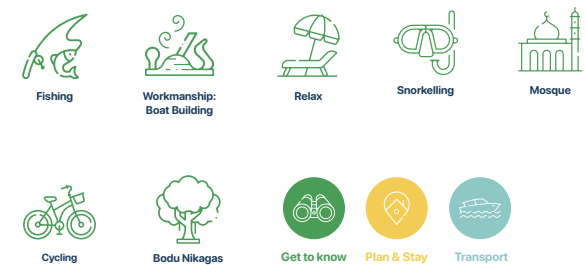 Fishing
Workmanship:
Boat Building
Relax
Snorkelling
Mosque
Cycling
Bodu Nikagas
Get to know
Plan & Stay
Transport